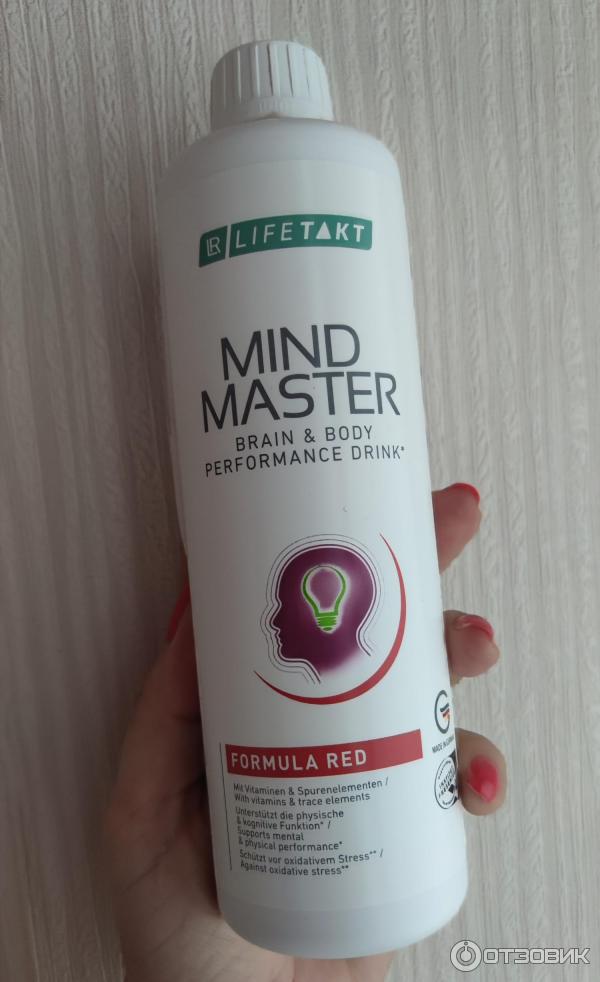 LR LIFETAKT
MIND
MASTER
BRAIN & BODY
PERFORMANCE DRINK*
FORMULA RED
Mit Vitaminen & Spurenelementen /
With vitamins & trace elements
Unterstützt die physische
& kognitive Funktion* /
Supports mental
& physical performance*
Schützt vor oxidativem Stress** /
Against oxidative stress**
MADE IN GERMANY
ОТЗОВИК